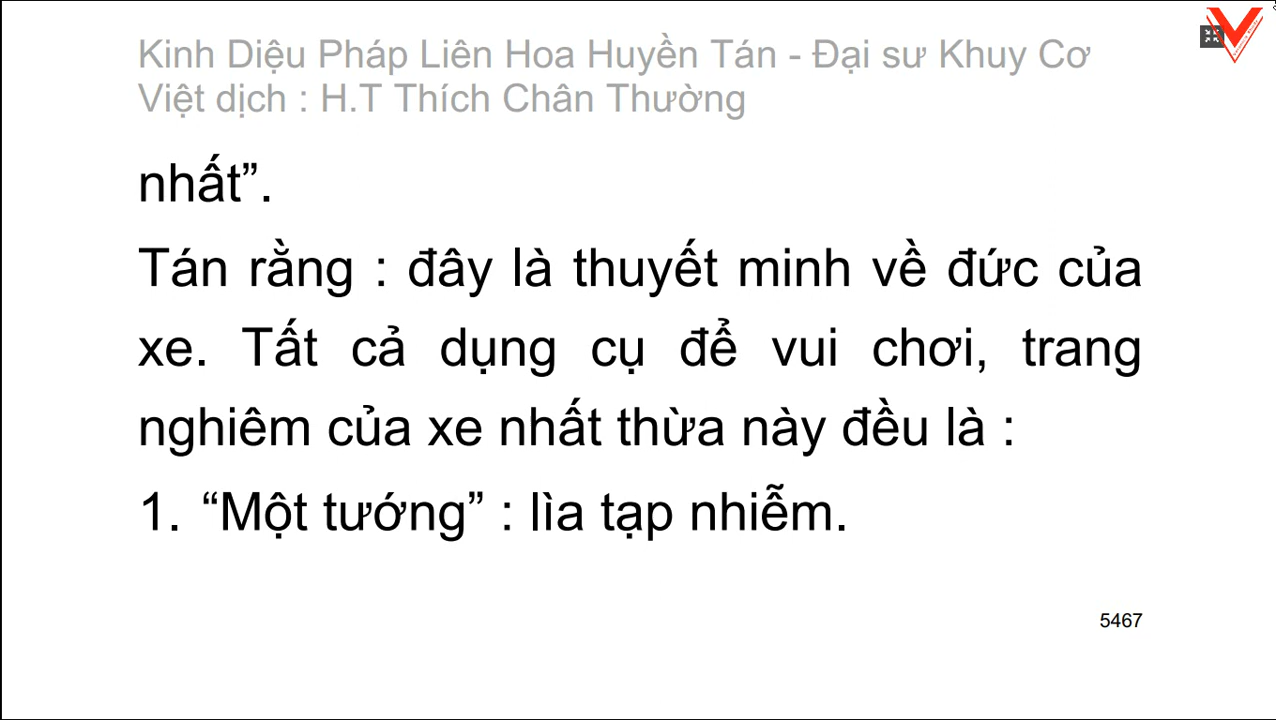 Kinh Diệu Pháp Liên Hoa Huyền Tán - Đại sư Khuy Cơ
Việt dịch : H.T Thích Chân Thường
nhất”.
Tán rằng : đây là thuyết minh về đức của
xe. Tất cả dụng cụ để vui chơi, trang
nghiêm của xe nhất thừa này đều là :
1. “Một tướng” : lìa tạp nhiễm.
5467